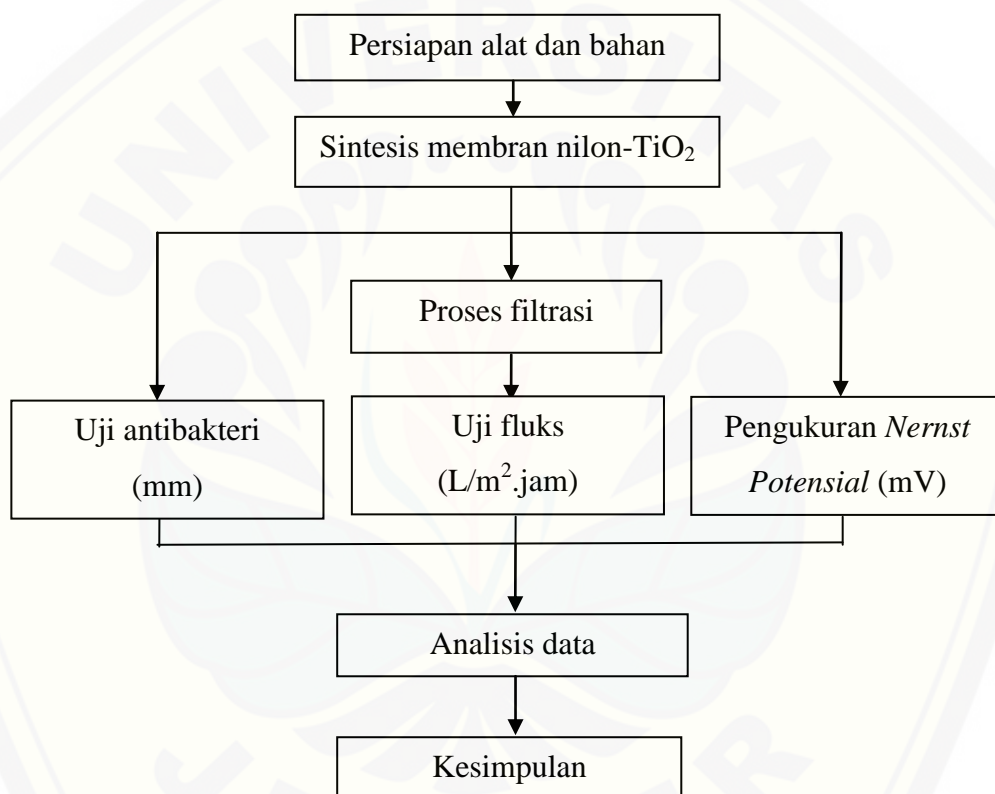 Persiapan alat dan bahan
Sintesis membran nilon-TiO₂
Proses filtrasi
Uji antibakteri
(mm)
Uji fluks
(L/m².jam)
Pengukuran Nernst
Potensial (mV)
Analisis data
Kesimpulan
UNIVERSITAS